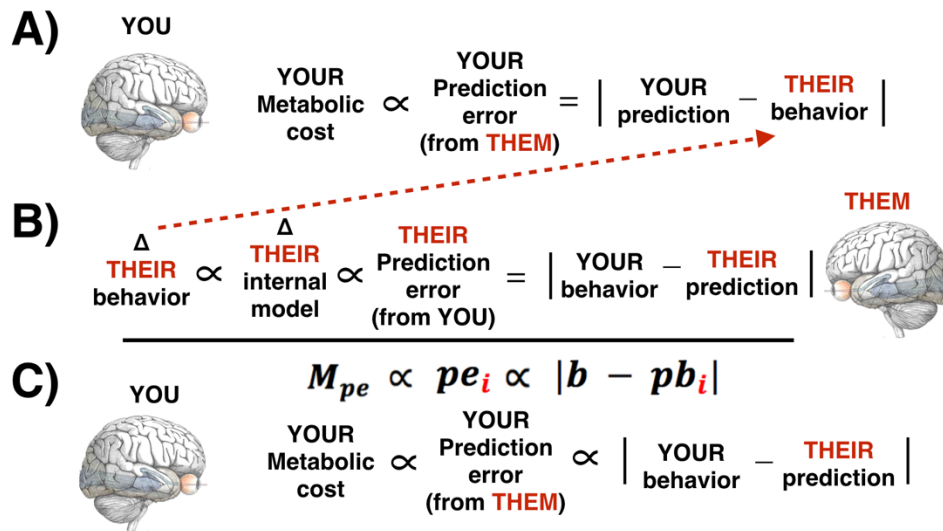 A)
YOU
YOUR Metabolic cost ∝ YOUR Prediction error (from THEM) = | YOUR prediction − THEIR behavior |
B)
THEM
Δ THEIR behavior ∝ Δ THEIR internal model ∝ THEIR Prediction error (from YOU) = | YOUR behavior − THEIR prediction |
C)
YOU
M_pe ∝ pe_i ∝ |b − pb_i|
YOUR Metabolic cost ∝ YOUR Prediction error (from THEM) ∝ | YOUR behavior − THEIR prediction |